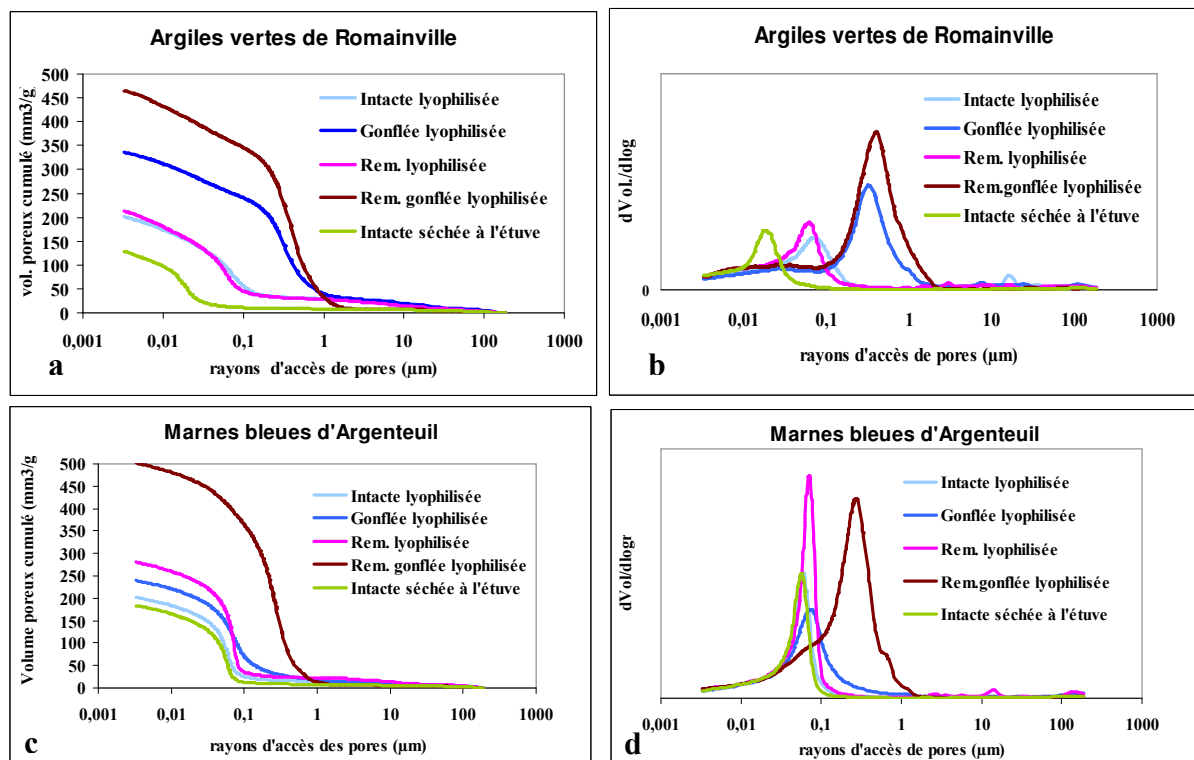 Argiles vertes de Romainville
vol. poreux cumulé (mm3/g)
500
450
400
350
300
250
200
150
100
50
0
Intacte lyophilisée
Gonflée lyophilisée
Rem. lyophilisée
Rem. gonflée lyophilisée
Intacte séchée à l'étuve
0,001 0,01 0,1 1 10 100 1000
rayons d'accès de pores (µm)
a
Argiles vertes de Romainville
dVol./dlog
0
Intacte lyophilisée
Gonflée lyophilisée
Rem. lyophilisée
Rem.gonflée lyophilisée
Intacte séchée à l'étuve
0,001 0,01 0,1 1 10 100 1000
rayons d'accès de pores (µm)
b
Marnes bleues d'Argenteuil
Volume poreux cumulé (mm3/g
500
450
400
350
300
250
200
150
100
50
0
Intacte lyophilisée
Gonflée lyophilisée
Rem. lyophilisée
Rem. gonflée lyophilisée
Intacte séchée à l'étuve
0,001 0,01 0,1 1 10 100 1000
rayons d'accès des pores (µm)
c
Marnes bleues d'Argenteuil
dVol/dlogr
Intacte lyophilisée
Gonflée lyophilisée
Rem. lyophilisée
Rem.gonflée lyophilisée
Intacte séchée à l'étuve
0,001 0,01 0,1 1 10 100 1000
rayons d'accès de pores (µm)
d